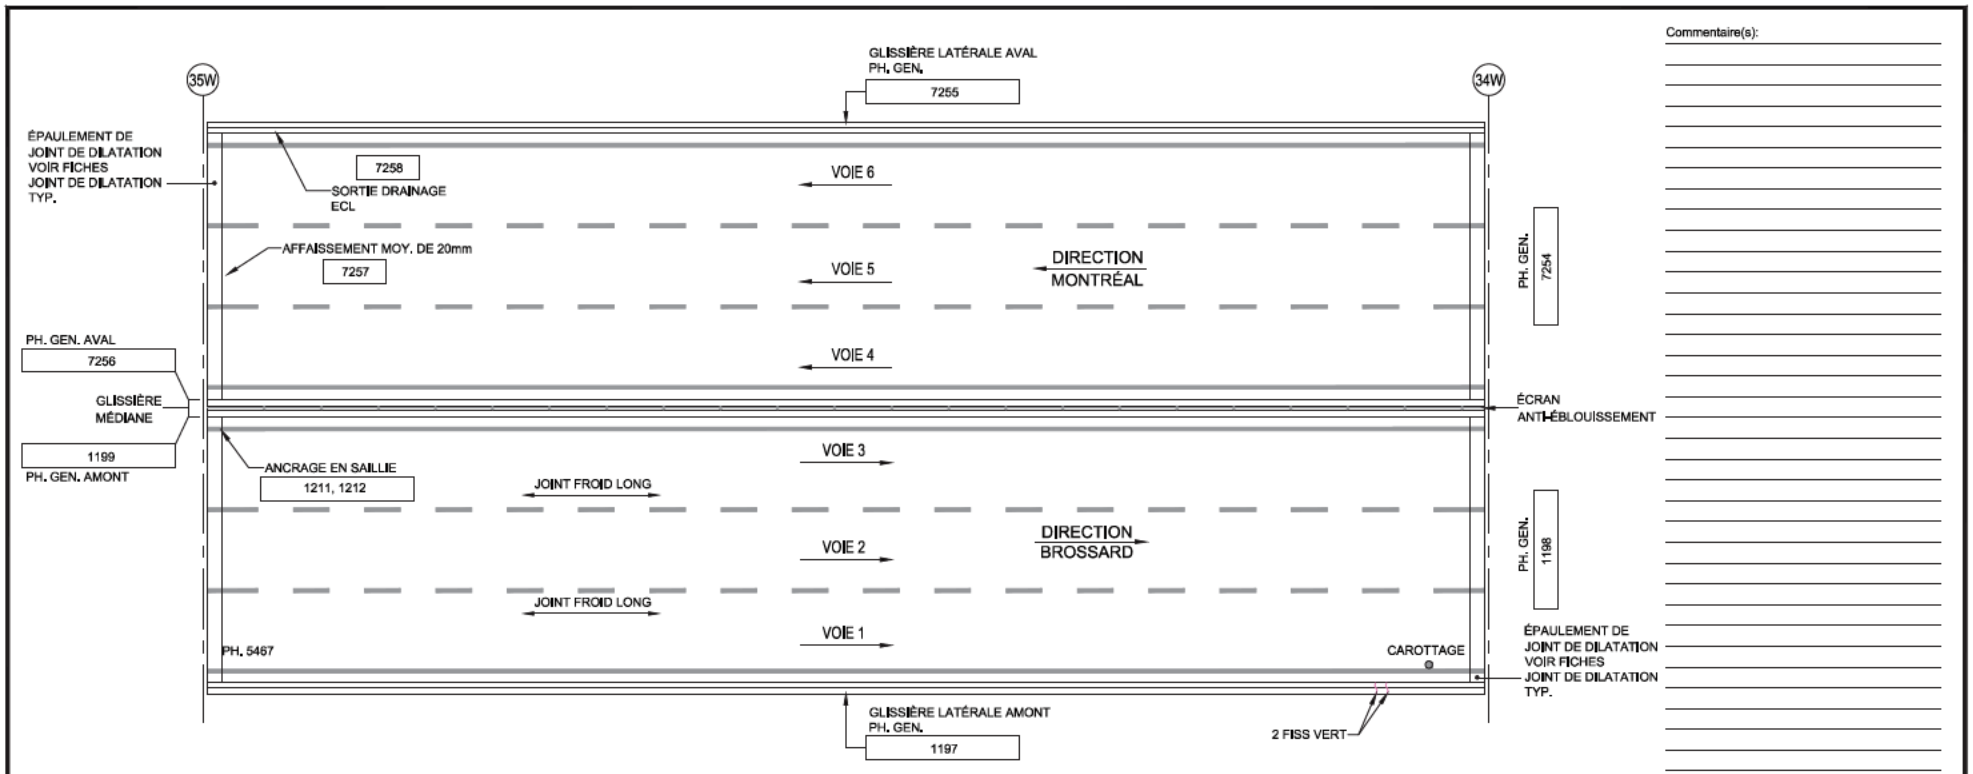 Commentaire(s):
GLISSIÈRE LATÉRALE AVAL
PH. GEN.
7255
35W
34W
ÉPAULEMENT DE
JOINT DE DILATATION
VOIR FICHES
JOINT DE DILATATION
TYP.
7258
SORTIE DRAINAGE
ECL
VOIE 6
AFFAISSEMENT MOY. DE 20mm
7257
VOIE 5
DIRECTION
MONTRÉAL
PH. GEN.
7254
PH. GEN. AVAL
7256
VOIE 4
GLISSIÈRE
MÉDIANE
ÉCRAN
ANTI-ÉBLOUISSEMENT
1199
PH. GEN. AMONT
ANCRAGE EN SAILLIE
1211, 1212
VOIE 3
JOINT FROID LONG
DIRECTION
BROSSARD
VOIE 2
PH. GEN.
1198
JOINT FROID LONG
VOIE 1
PH. 5467
CAROTTAGE
ÉPAULEMENT DE
JOINT DE DILATATION
VOIR FICHES
JOINT DE DILATATION
TYP.
GLISSIÈRE LATÉRALE AMONT
PH. GEN.
1197
2 FISS VERT